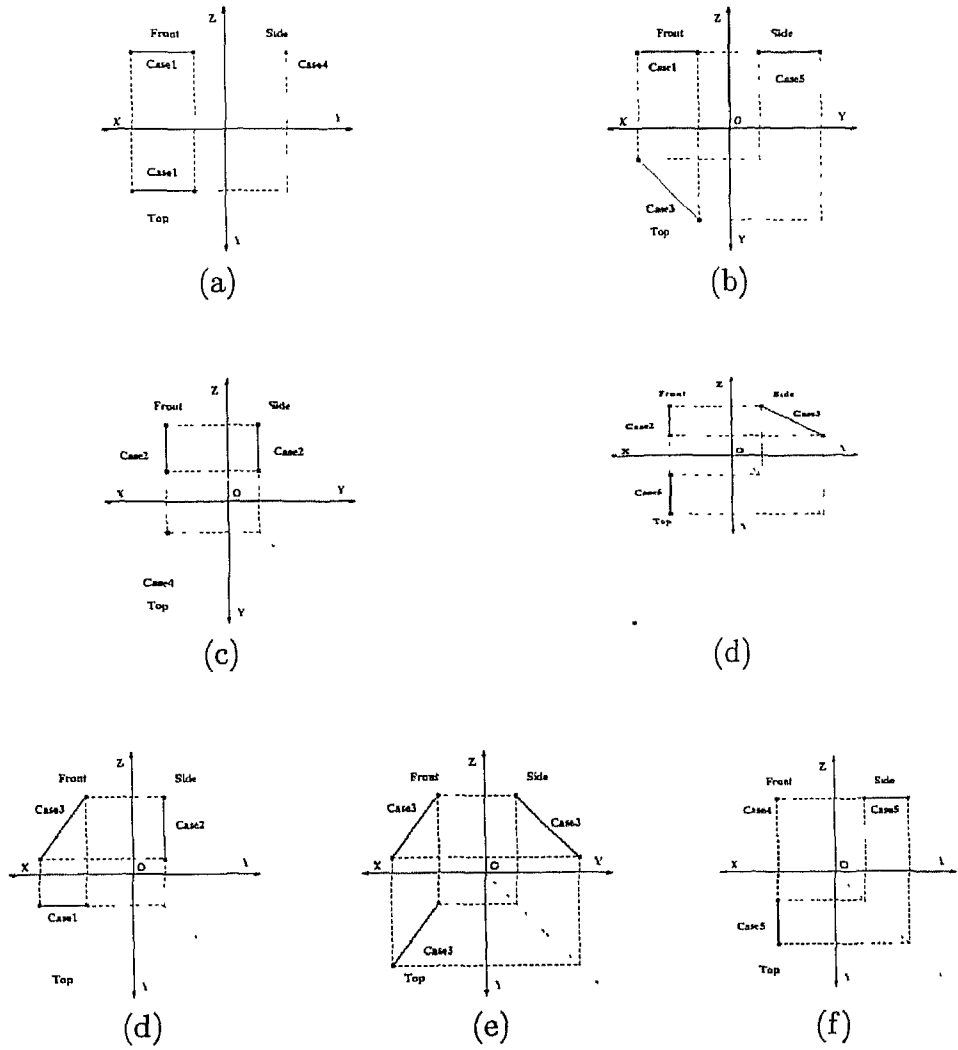 Z
Front Side
Case1 Case4
X
Case1
Top
(a)
Z
Front Side
Case1 Case5
X O Y
Case3
Top
Y
(b)
Z
Front Side
Case2 Case2
X O Y
Case4
Top
Y
(c)
Z
Front Side
Case2 Case3
X O
Top
(d)
Z
Front Side
Case3
Case2
X O
Case1
Top
(d)
Z
Front Side
Case3 Case3
X O Y
Case3
Top
(e)
Z
Front Side
Case4 Case5
X O
Case5
Top
(f)